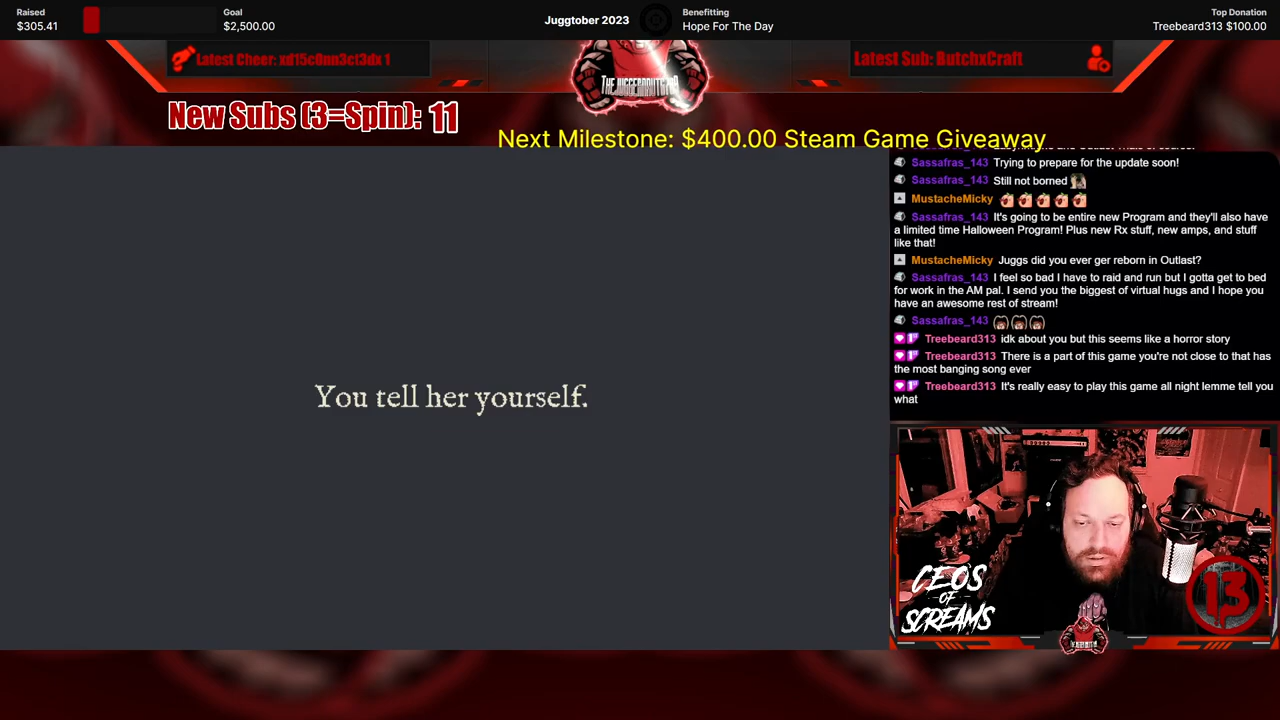 Raised
$305.41
Goal
$2,500.00
Juggtober 2023
Benefitting
Hope For The Day
Top Donation
Treebeard313 $100.00
Latest Cheer: xd15c0nn3ct3dx 1
Latest Sub: RutchxCraft
New Subs (3=Spin): 11
Next Milestone: $400.00 Steam Game Giveaway
Sassafras_143 Trying to prepare for the update soon!
Sassafras_143 Still not borned
MustacheMicky
Sassafras_143 It's going to be entire new Program and they'll also have
a limited time Halloween Program! Plus new Rx stuff, new amps, and stuff
like that!
MustacheMicky Juggs did you ever ger reborn in Outlast?
Sassafras_143 I feel so bad I have to raid and run but I gotta get to bed
for work in the AM pal. I send you the biggest of virtual hugs and I hope you
have an awesome rest of stream!
Sassafras_143
Treebeard313 idk about you but this seems like a horror story
Treebeard313 There is a part of this game you're not close to that has
the most banging song ever
Treebeard313 It's really easy to play this game all night lemme tell you
what
You tell her yourself.
CEOS
OF
SCREAMS
13